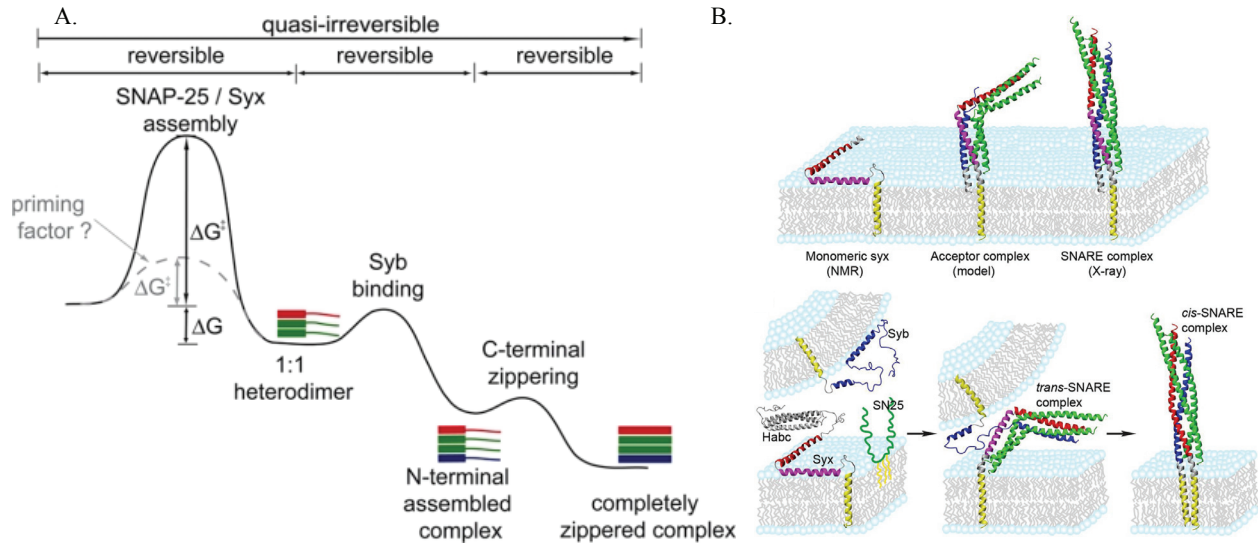 A.
quasi-irreversible
reversible
reversible
reversible
SNAP-25 / Syx
assembly
priming
factor ?
ΔG‡
ΔG‡
ΔG
Syb
binding
1:1
heterodimer
C-terminal
zippering
N-terminal
assembled
complex
completely
zippered complex
B.
Monomeric syx
(NMR)
Acceptor complex
(model)
SNARE complex
(X-ray)
Syb
SN25
Habc
Syx
trans-SNARE
complex
cis-SNARE
complex